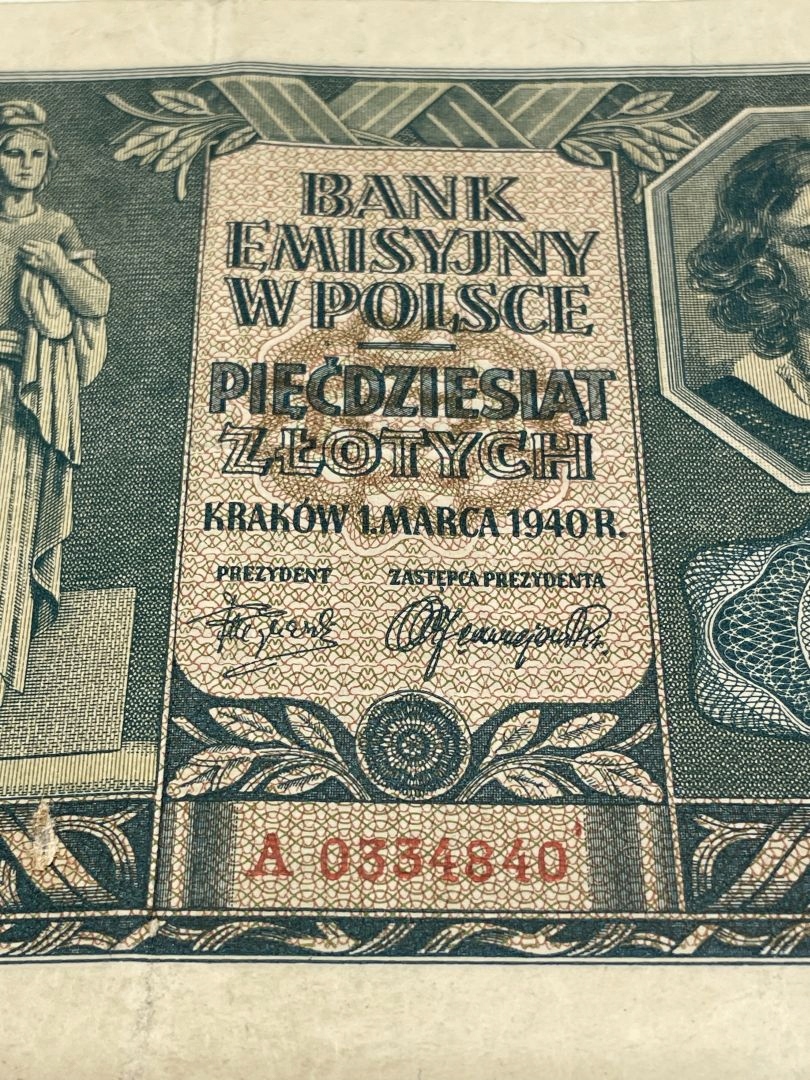 BANK
EMISYJNY
W POLSCE
PIĘĆDZIESIĄT
ZŁOTYCH
KRAKÓW 1. MARCA 1940 R.
PREZYDENT ZASTĘPCA PREZYDENTA
A 0334840